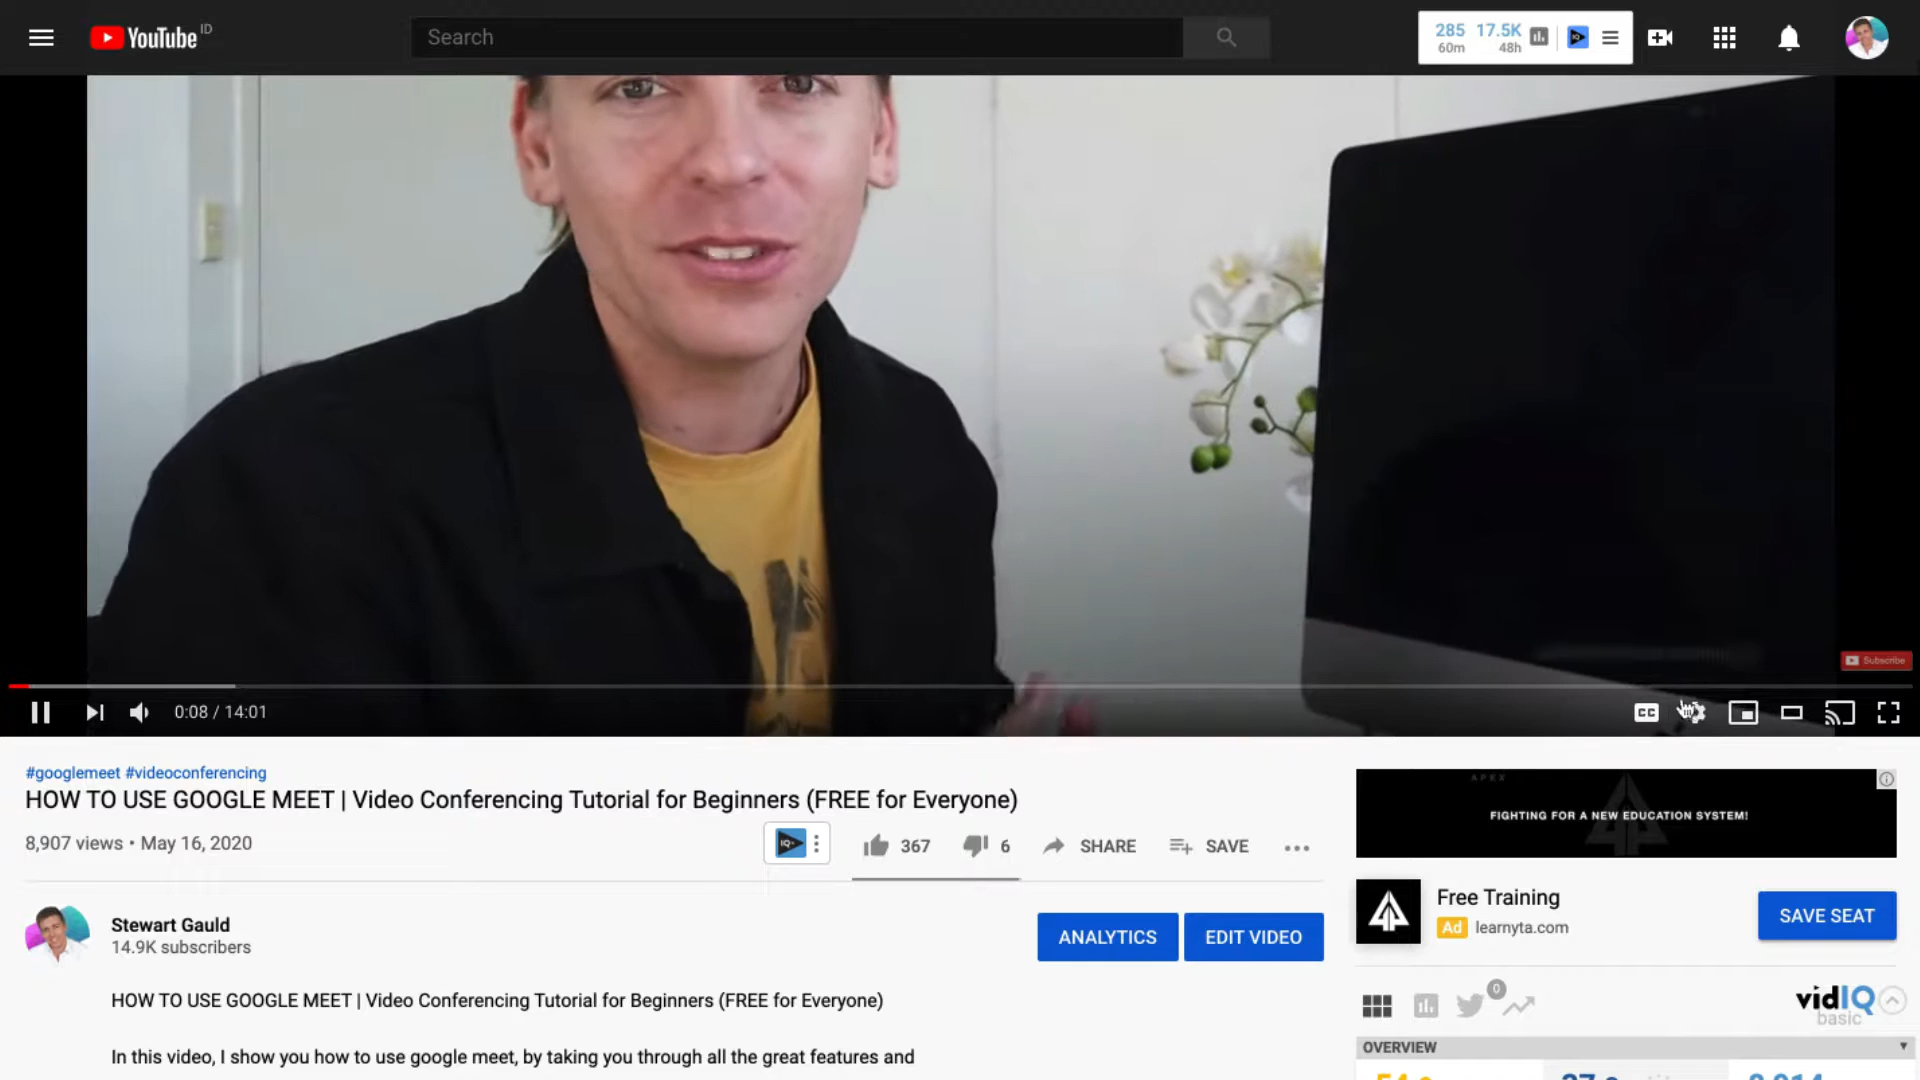 YouTube ID
Search
285 17.5K
60m 48h
Subscribe
0:08 / 14:01
CC
#googlemeet #videoconferencing
HOW TO USE GOOGLE MEET | Video Conferencing Tutorial for Beginners (FREE for Everyone)
8,907 views • May 16, 2020
367
6
SHARE
SAVE
APEX
FIGHTING FOR A NEW EDUCATION SYSTEM!
Stewart Gauld
14.9K subscribers
ANALYTICS
EDIT VIDEO
Free Training
Ad learnyta.com
SAVE SEAT
HOW TO USE GOOGLE MEET | Video Conferencing Tutorial for Beginners (FREE for Everyone)
In this video, I show you how to use google meet, by taking you through all the great features and
0
vidIQ
basic
OVERVIEW